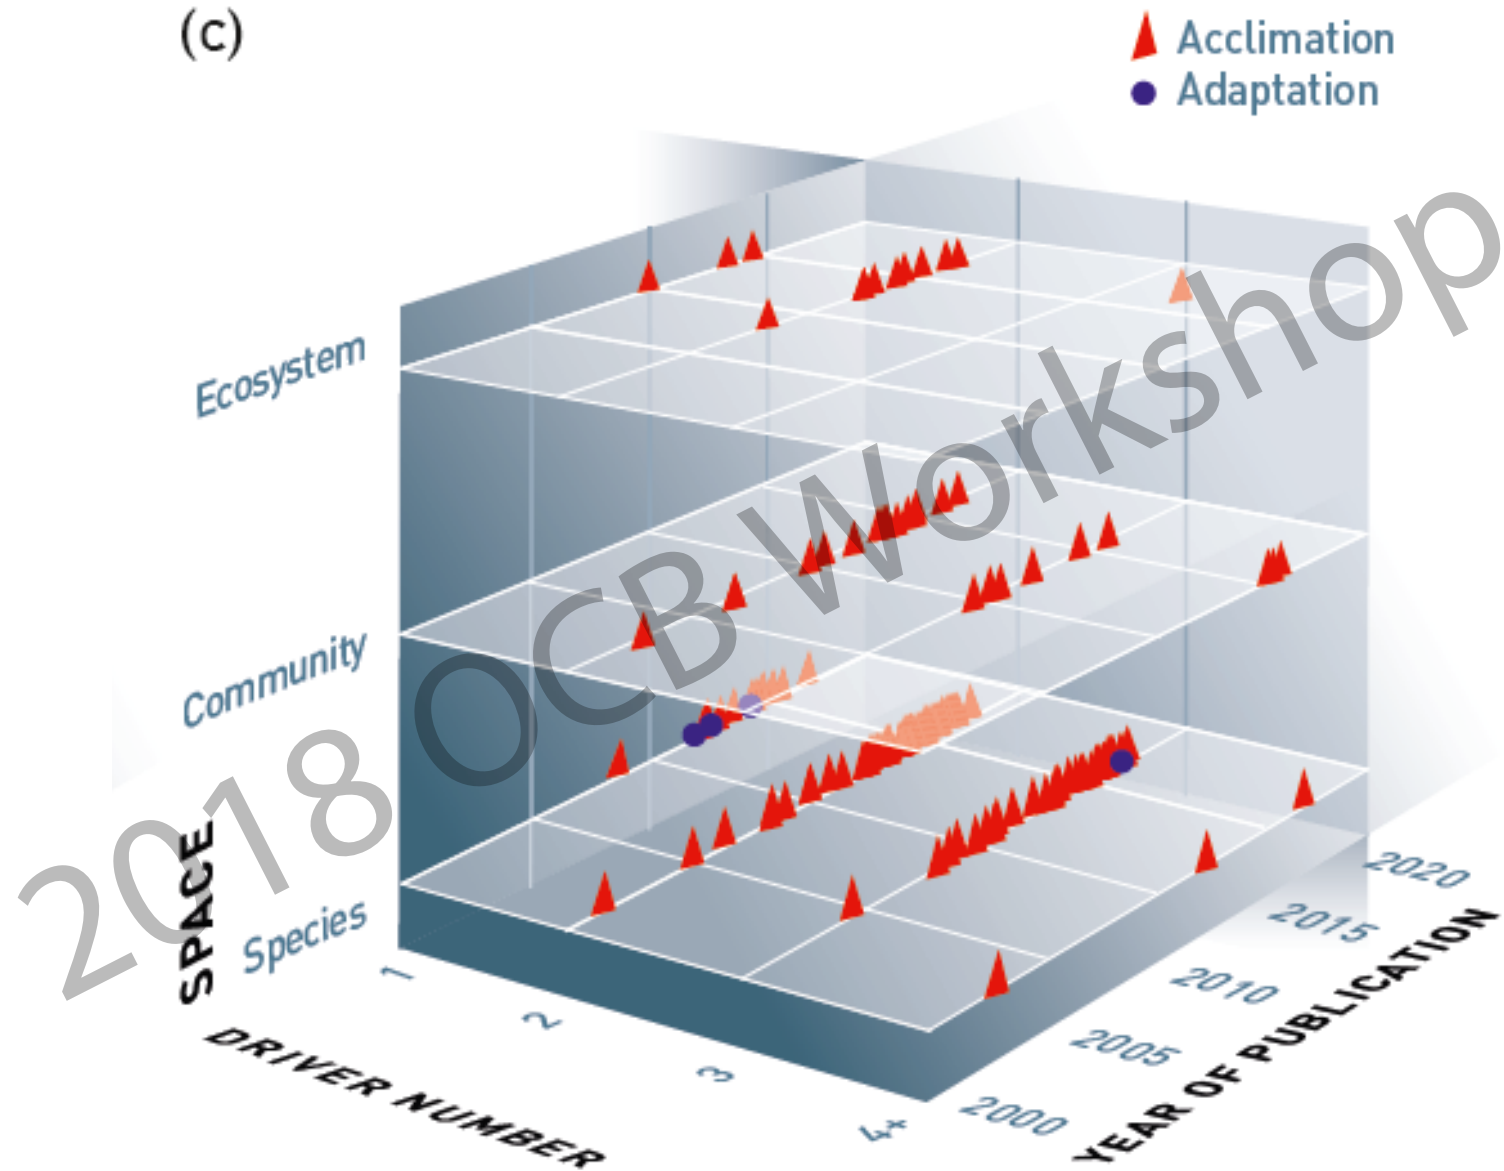 (c)
Acclimation
Adaptation
Ecosystem
Community
Species
SPACE
1
2
3
4+
DRIVER NUMBER
2020
2015
2010
2005
2000
YEAR OF PUBLICATION
2018 OCB Workshop